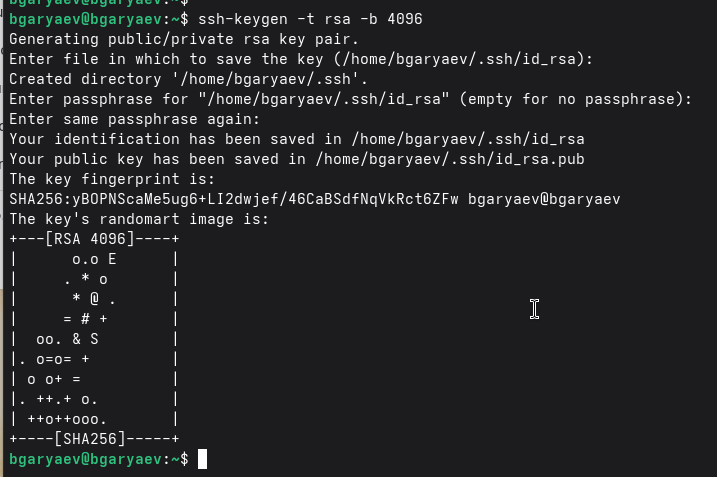 bgaryaev@bgaryaev:~$ ssh-keygen -t rsa -b 4096
Generating public/private rsa key pair.
Enter file in which to save the key (/home/bgaryaev/.ssh/id_rsa):
Created directory '/home/bgaryaev/.ssh'.
Enter passphrase for "/home/bgaryaev/.ssh/id_rsa" (empty for no passphrase):
Enter same passphrase again:
Your identification has been saved in /home/bgaryaev/.ssh/id_rsa
Your public key has been saved in /home/bgaryaev/.ssh/id_rsa.pub
The key fingerprint is:
SHA256:yBOPNScaMe5ug6+LI2dwjef/46CaBSdfNqVkRct6ZFw bgaryaev@bgaryaev
The key's randomart image is:
+---[RSA 4096]----+
|      o.o E      |
|     . * o       |
|      * @ .      |
|     = # +       |
|  oo. & S        |
|. o=o= +         |
| o o+ =          |
|. ++.+ o.        |
| ++o++ooo.       |
+----[SHA256]-----+
bgaryaev@bgaryaev:~$